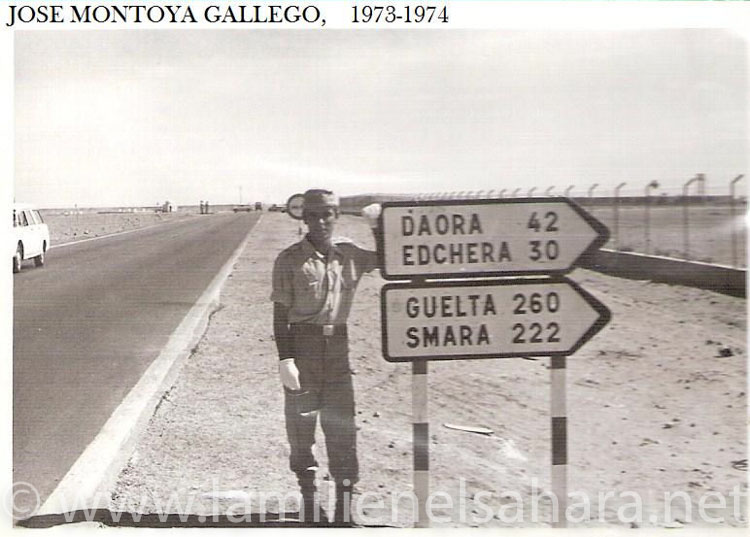 JOSE MONTOYA GALLEGO, 1973-1974
DAORA 42
EDCHERA 30
GUELTA 260
SMARA 222
© www.lamilienelsahara.net